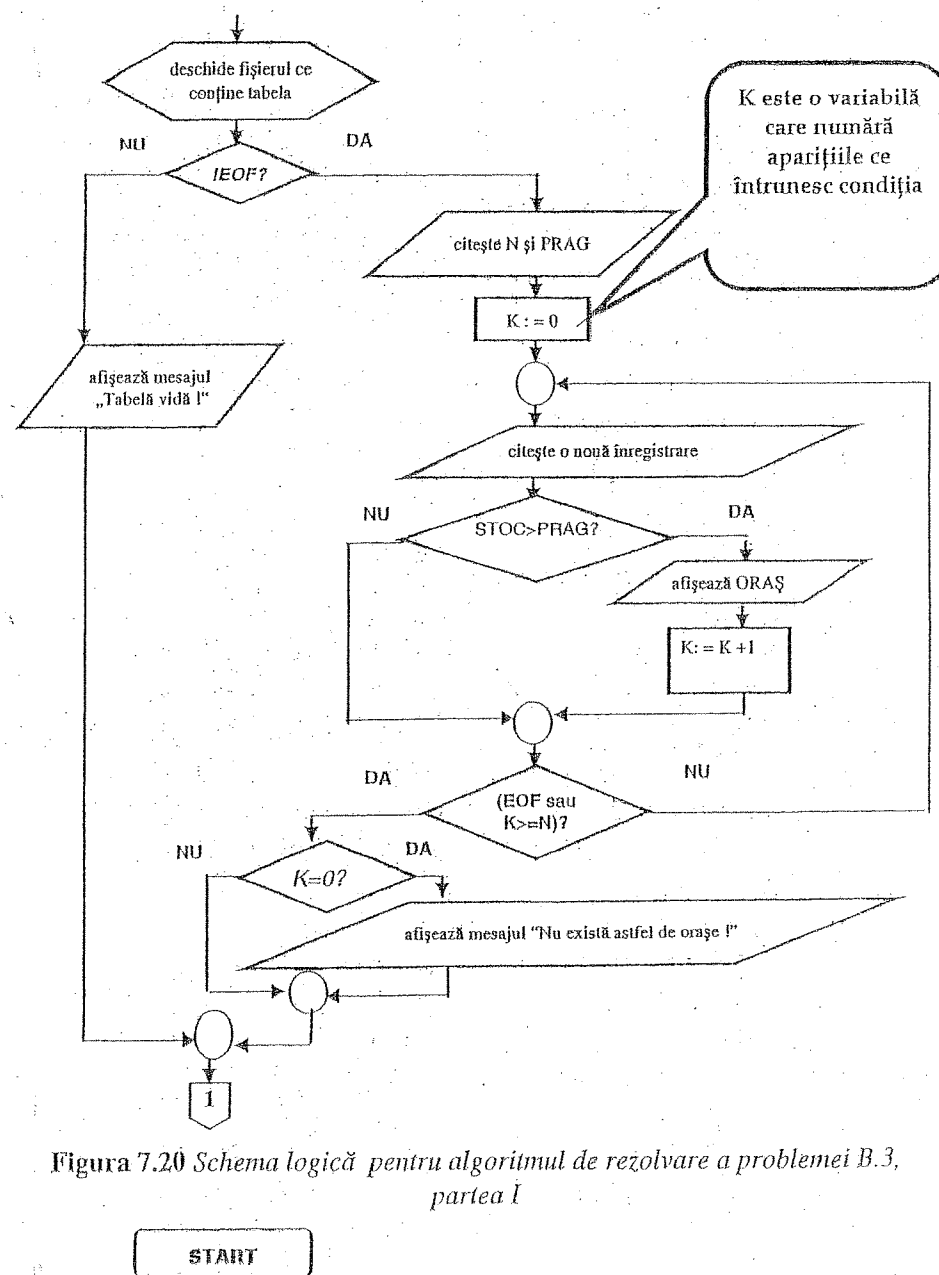 deschide fişierul ce
conţine tabela
NU
DA
!EOF?
K este o variabilă
care numără
apariţiile ce
întrunesc condiţia
citeşte N şi PRAG
K : = 0
afişează mesajul
„Tabelă vidă !“
citeşte o nouă înregistrare
NU
DA
STOC>PRAG?
afişează ORAŞ
K: = K +1
DA
NU
(EOF sau
K>=N)?
NU
DA
K=0?
afişează mesajul “Nu există astfel de oraşe !”
1
Figura 7.20 Schema logică pentru algoritmul de rezolvare a problemei B.3,
partea I
START